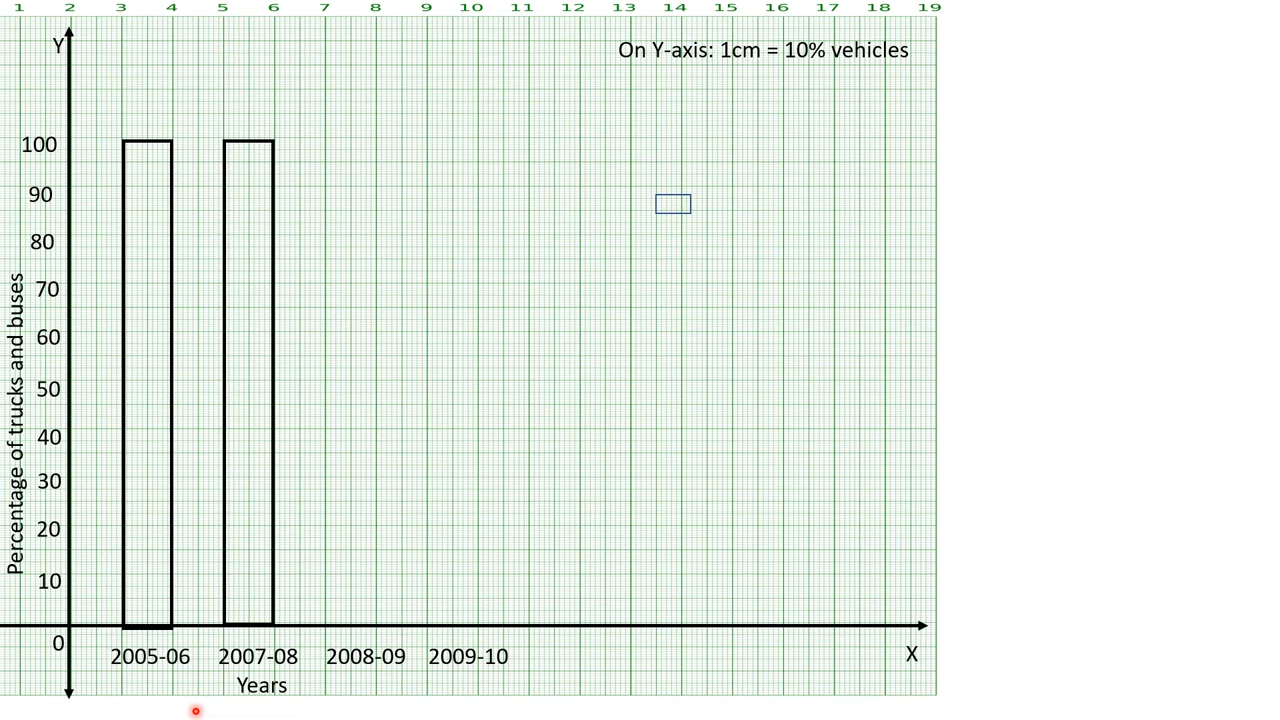 1 2 3 4 5 6 7 8 9 10 11 12 13 14 15 16 17 18 19
Y
On Y-axis: 1cm = 10% vehicles
100
90
80
70
60
50
40
30
20
10
0
Percentage of trucks and buses
2005-06 2007-08 2008-09 2009-10
X
Years